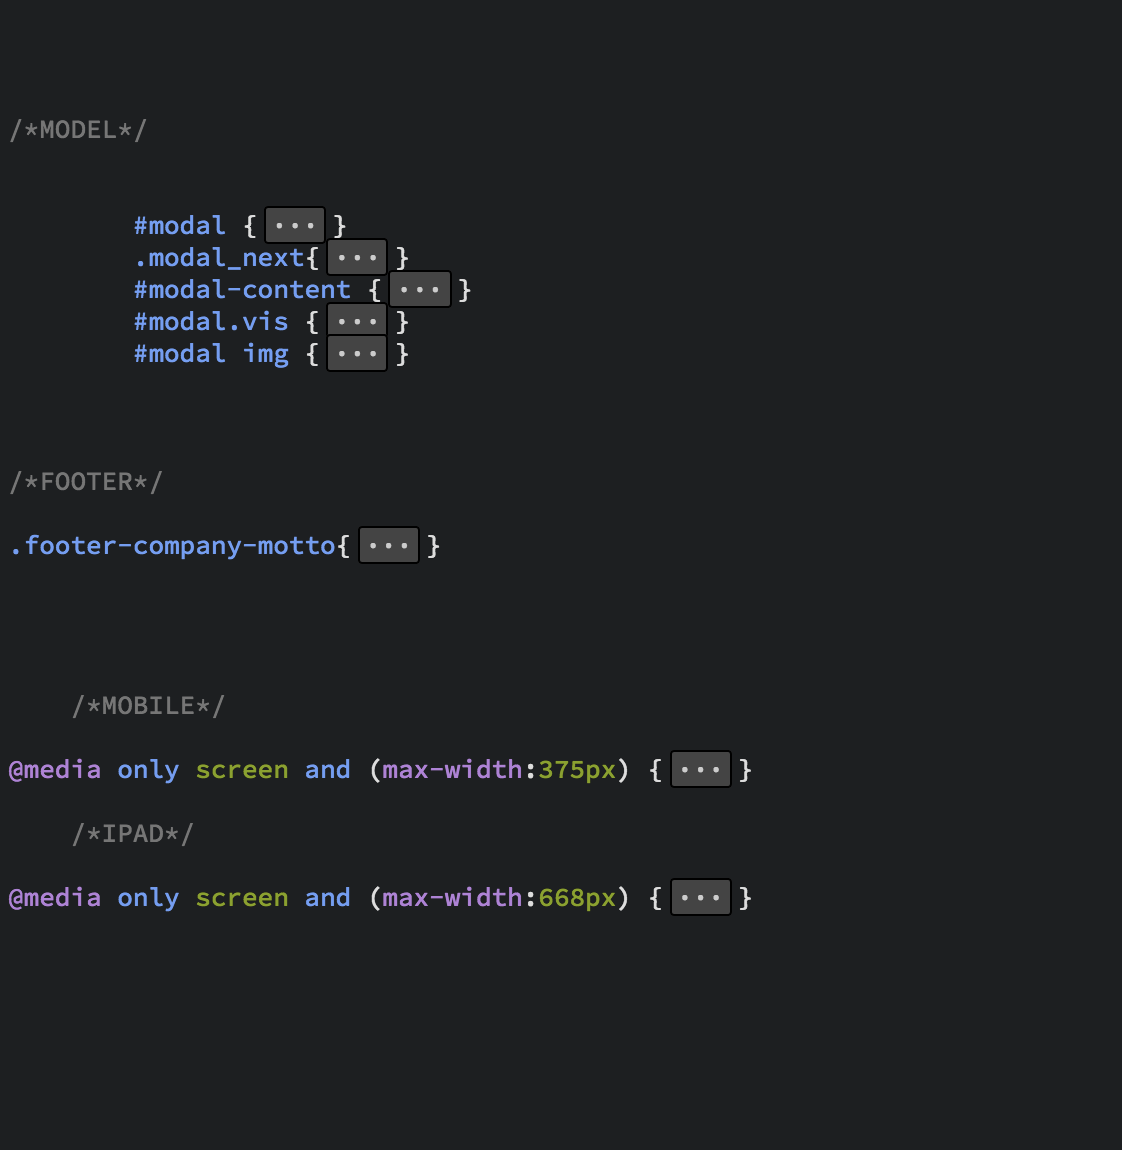 /*MODEL*/
#modal {...}
.modal_next{...}
#modal-content {...}
#modal.vis {...}
#modal img {...}
/*FOOTER*/
.footer-company-motto{...}
/*MOBILE*/
@media only screen and (max-width:375px) {...}
/*IPAD*/
@media only screen and (max-width:668px) {...}